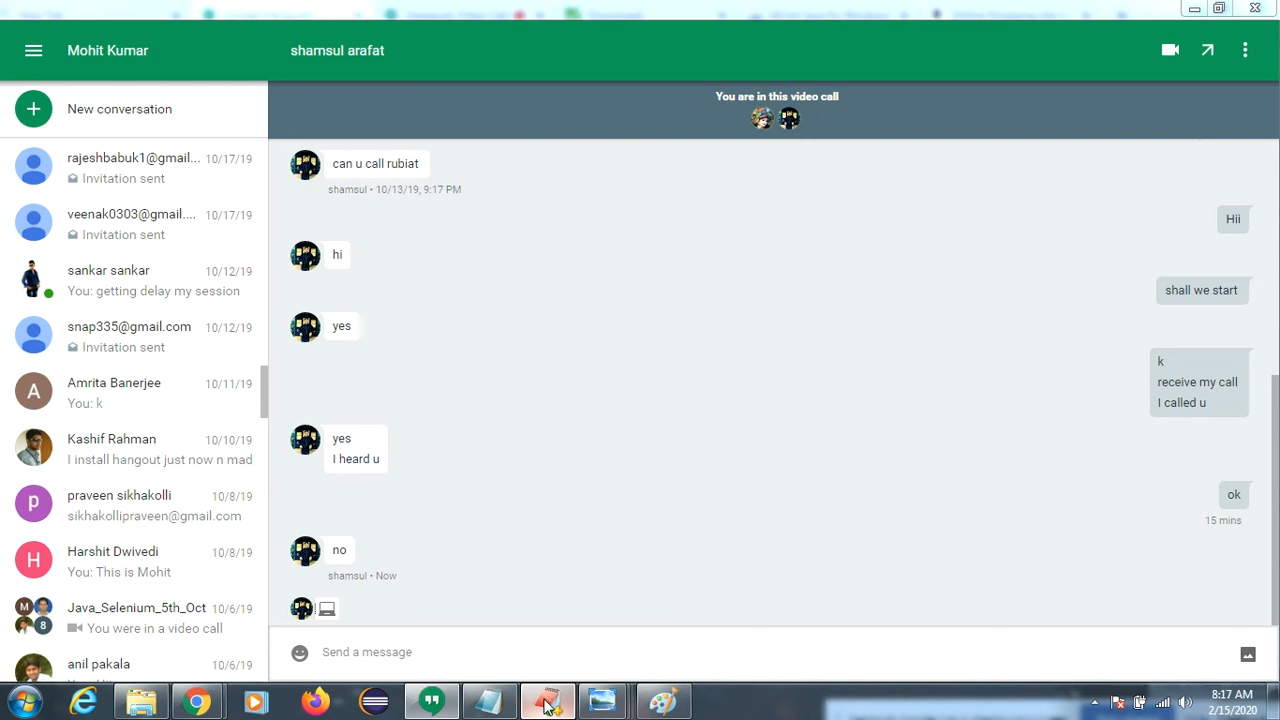 Mohit Kumar
shamsul arafat
You are in this video call
New conversation
rajeshbabuk1@gmail... 10/17/19
Invitation sent
veenak0303@gmail.... 10/17/19
Invitation sent
sankar sankar 10/12/19
You: getting delay my session
snap335@gmail.com 10/12/19
Invitation sent
Amrita Banerjee 10/11/19
A
You: k
Kashif Rahman 10/10/19
I install hangout just now n mad
praveen sikhakolli 10/8/19
p
sikhakollipraveen@gmail.com
Harshit Dwivedi 10/8/19
H
You: This is Mohit
Java_Selenium_5th_Oct 10/6/19
M
8
You were in a video call
anil pakala 10/6/19
can u call rubiat
shamsul • 10/13/19, 9:17 PM
Hii
hi
shall we start
yes
k
receive my call
I called u
yes
I heard u
ok
15 mins
no
shamsul • Now
Send a message
8:17 AM
2/15/2020